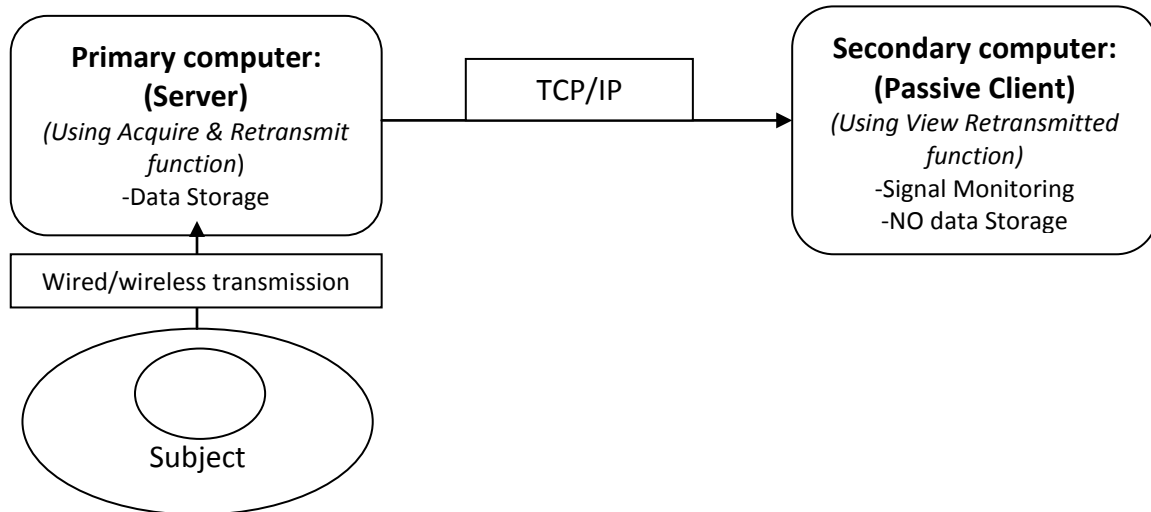 Primary computer:
(Server)
(Using Acquire & Retransmit
function)
-Data Storage
TCP/IP
Secondary computer:
(Passive Client)
(Using View Retransmitted
function)
-Signal Monitoring
-NO data Storage
Wired/wireless transmission
Subject